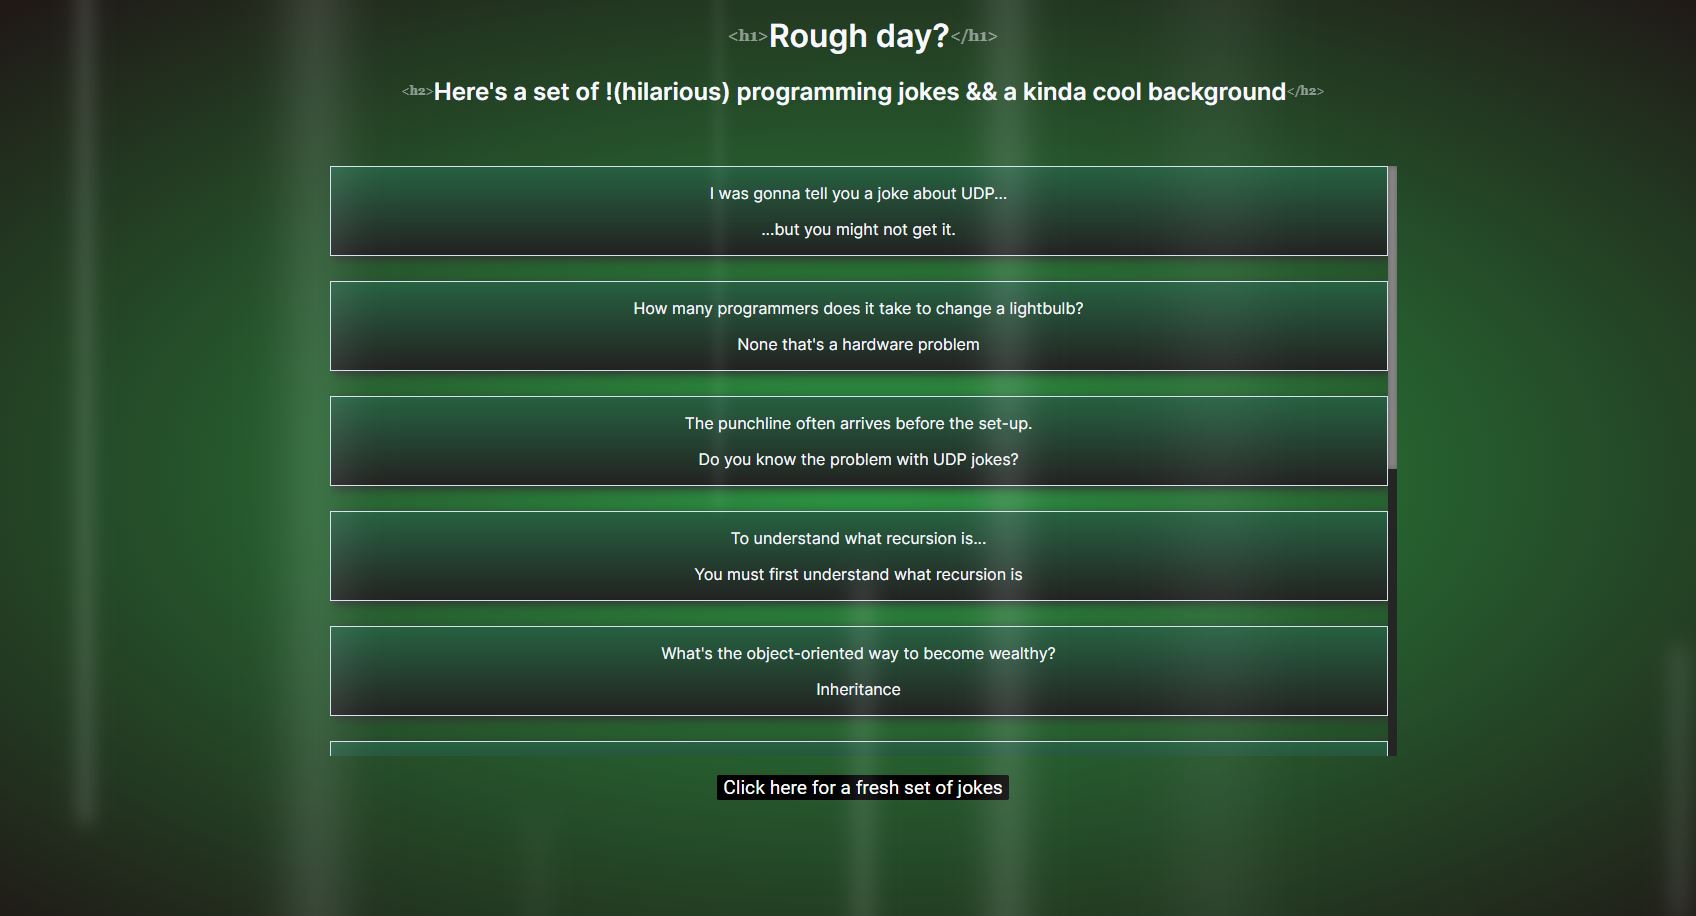 <h1>Rough day?</h1>
<h2>Here's a set of !(hilarious) programming jokes && a kinda cool background</h2>
I was gonna tell you a joke about UDP...
...but you might not get it.
How many programmers does it take to change a lightbulb?
None that's a hardware problem
The punchline often arrives before the set-up.
Do you know the problem with UDP jokes?
To understand what recursion is...
You must first understand what recursion is
What's the object-oriented way to become wealthy?
Inheritance
Click here for a fresh set of jokes